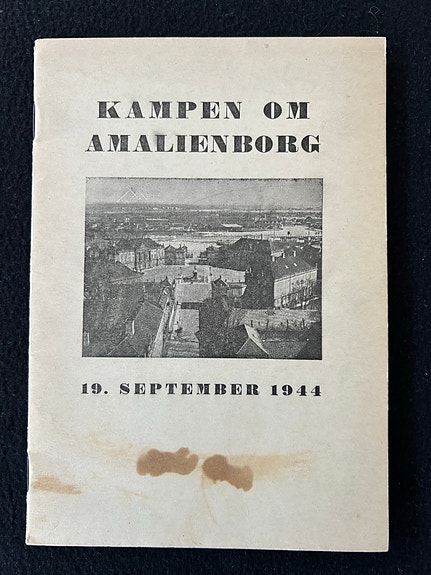 KAMPEN OM
AMALIENBORG
19. SEPTEMBER 1944